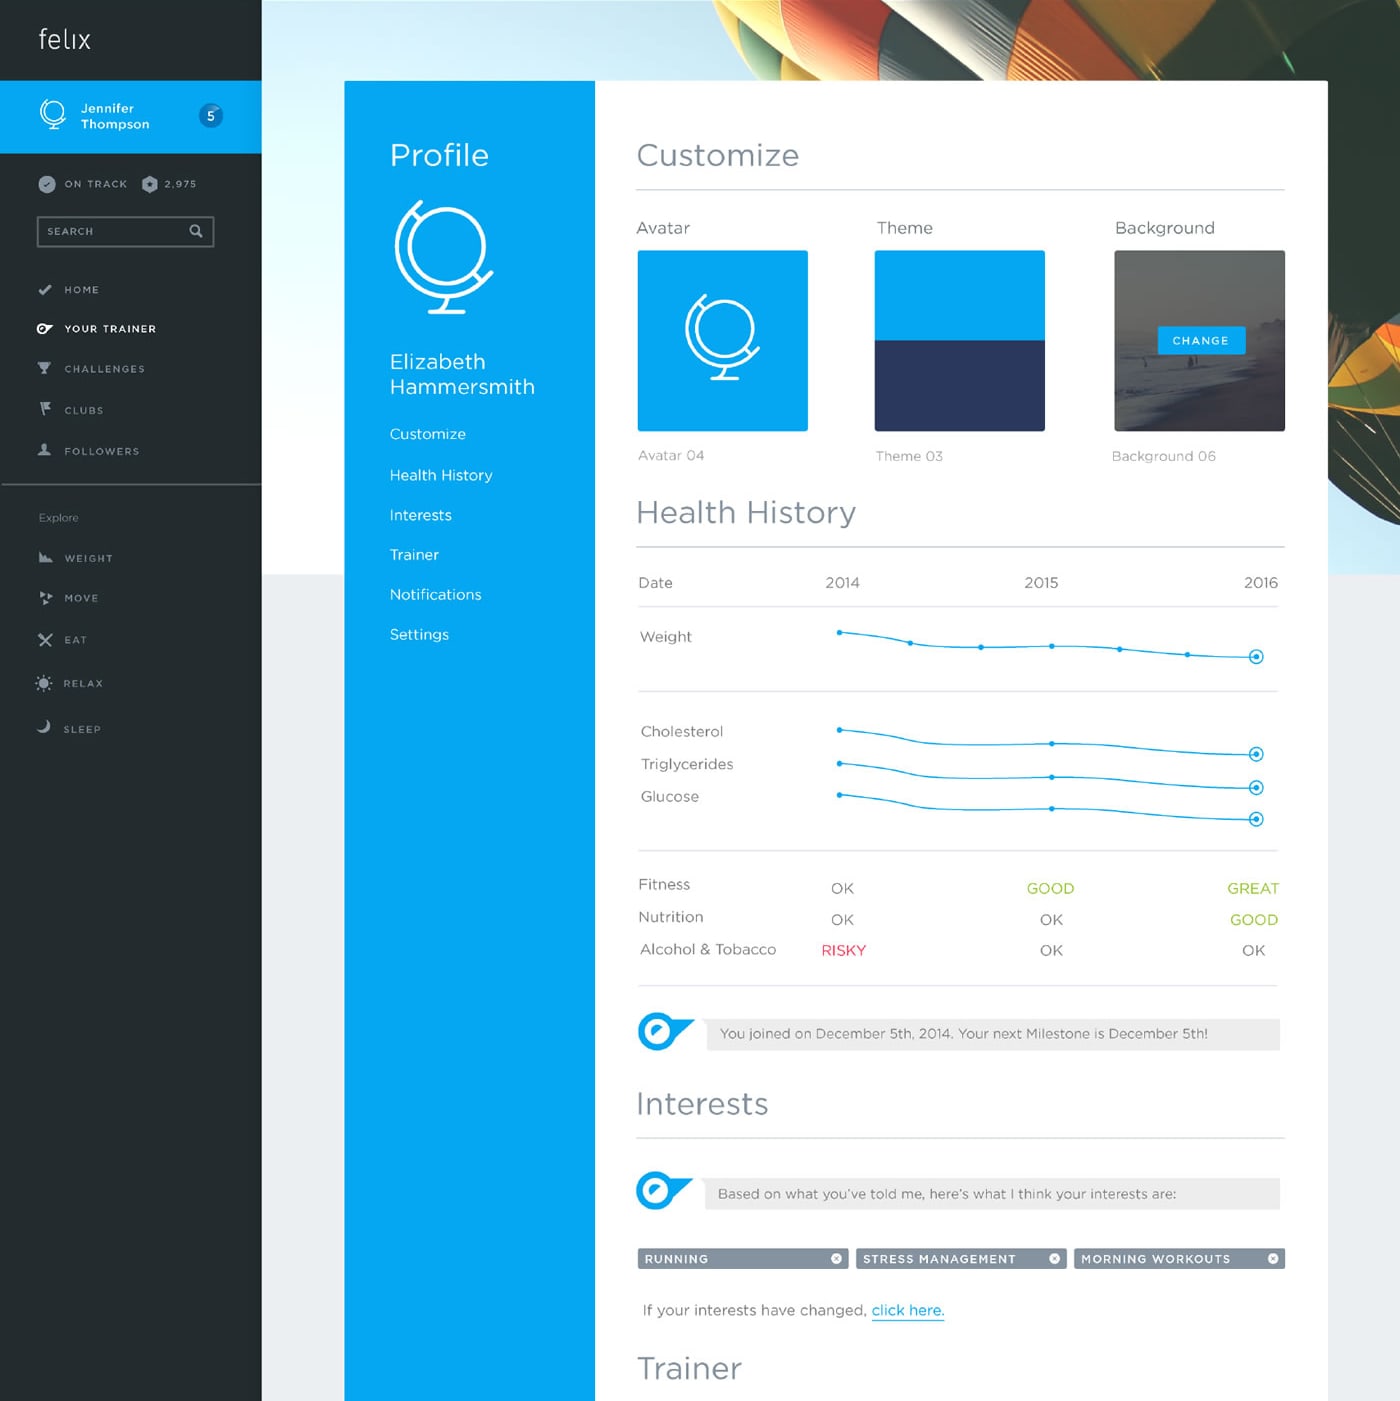 felix
Jennifer
Thompson
5
ON TRACK
2,975
SEARCH
HOME
YOUR TRAINER
CHALLENGES
CLUBS
FOLLOWERS
Explore
WEIGHT
MOVE
EAT
RELAX
SLEEP
Profile
Elizabeth
Hammersmith
Customize
Health History
Interests
Trainer
Notifications
Settings
Customize
Avatar Theme Background
CHANGE
Avatar 04 Theme 03 Background 06
Health History
Date 2014 2015 2016
Weight
Cholesterol
Triglycerides
Glucose
Fitness OK GOOD GREAT
Nutrition OK OK GOOD
Alcohol & Tobacco RISKY OK OK
You joined on December 5th, 2014. Your next Milestone is December 5th!
Interests
Based on what you've told me, here's what I think your interests are:
RUNNING STRESS MANAGEMENT MORNING WORKOUTS
If your interests have changed, click here.
Trainer